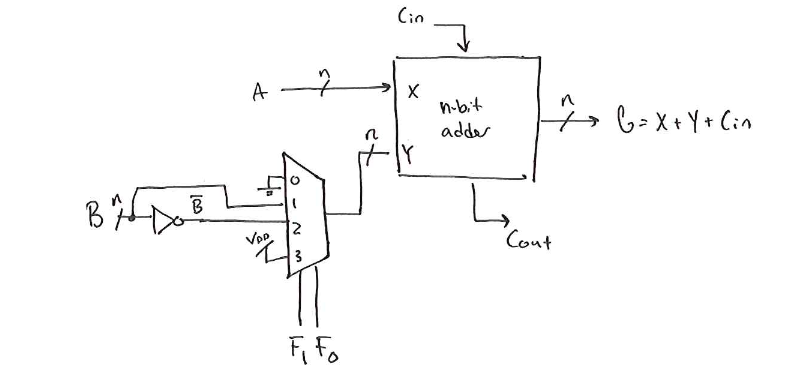 Cin
A
n
X
n-bit
adder
n
G = X + Y + Cin
n
Y
0
B
n
B̅
1
2
VDD
3
Cout
F1 F0